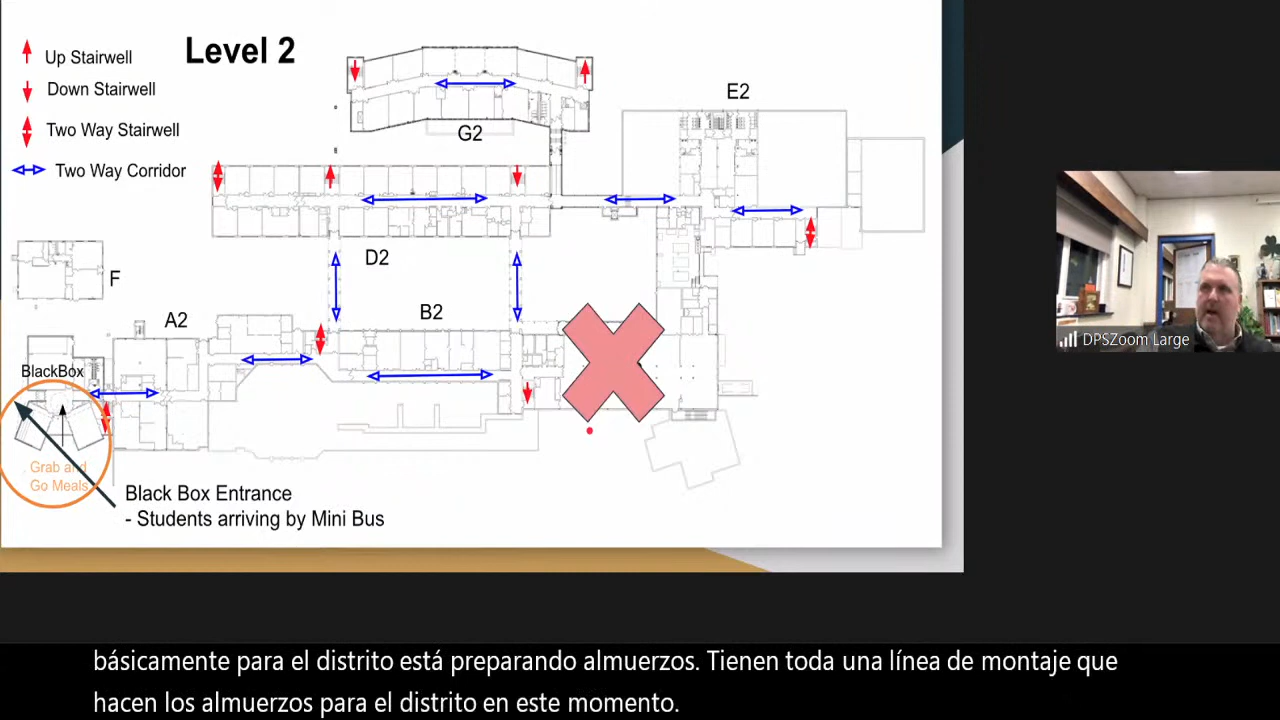 Level 2
Up Stairwell
Down Stairwell
Two Way Stairwell
Two Way Corridor
G2
E2
F
D2
A2
B2
BlackBox
Grab and
Go Meals
Black Box Entrance
- Students arriving by Mini Bus
DPSZoom Large
básicamente para el distrito está preparando almuerzos. Tienen toda una línea de montaje que
hacen los almuerzos para el distrito en este momento.